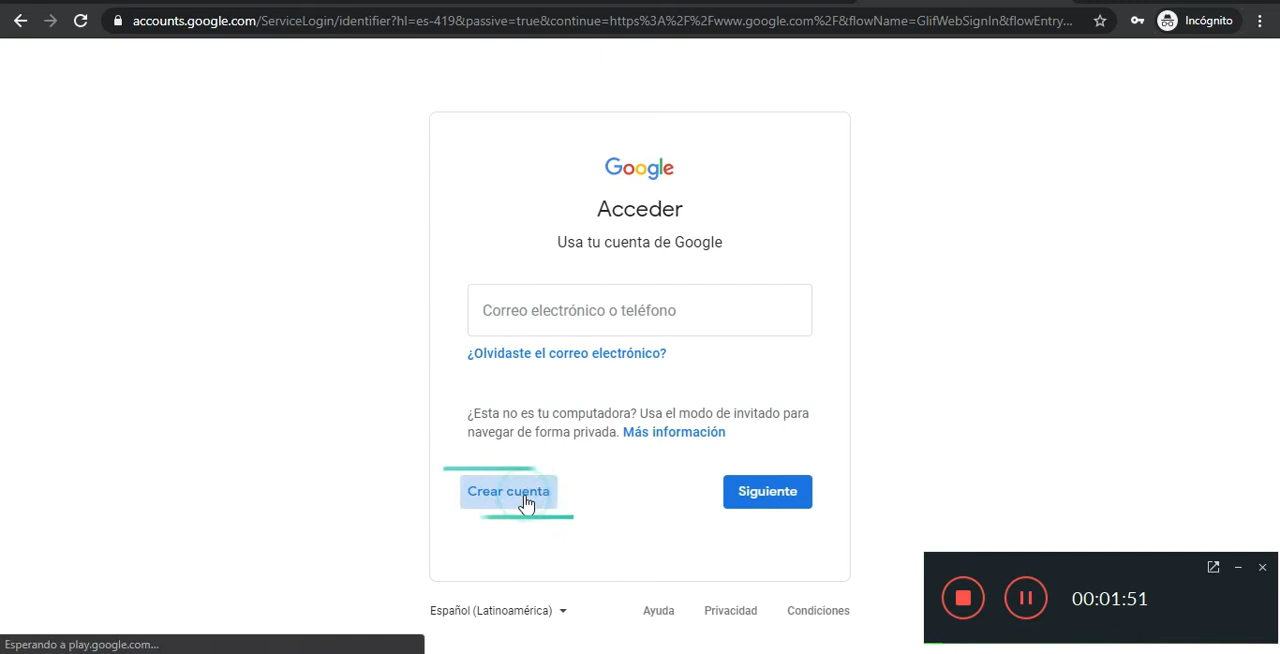 accounts.google.com/ServiceLogin/identifier?hl=es-419&passive=true&continue=https%3A%2F%2Fwww.google.com%2F&flowName=GlifWebSignIn&flowEntry...
Incógnito
Google
Acceder
Usa tu cuenta de Google
Correo electrónico o teléfono
¿Olvidaste el correo electrónico?
¿Esta no es tu computadora? Usa el modo de invitado para
navegar de forma privada. Más información
Crear cuenta
Siguiente
00:01:51
Español (Latinoamérica)
Ayuda
Privacidad
Condiciones
Esperando a play.google.com...